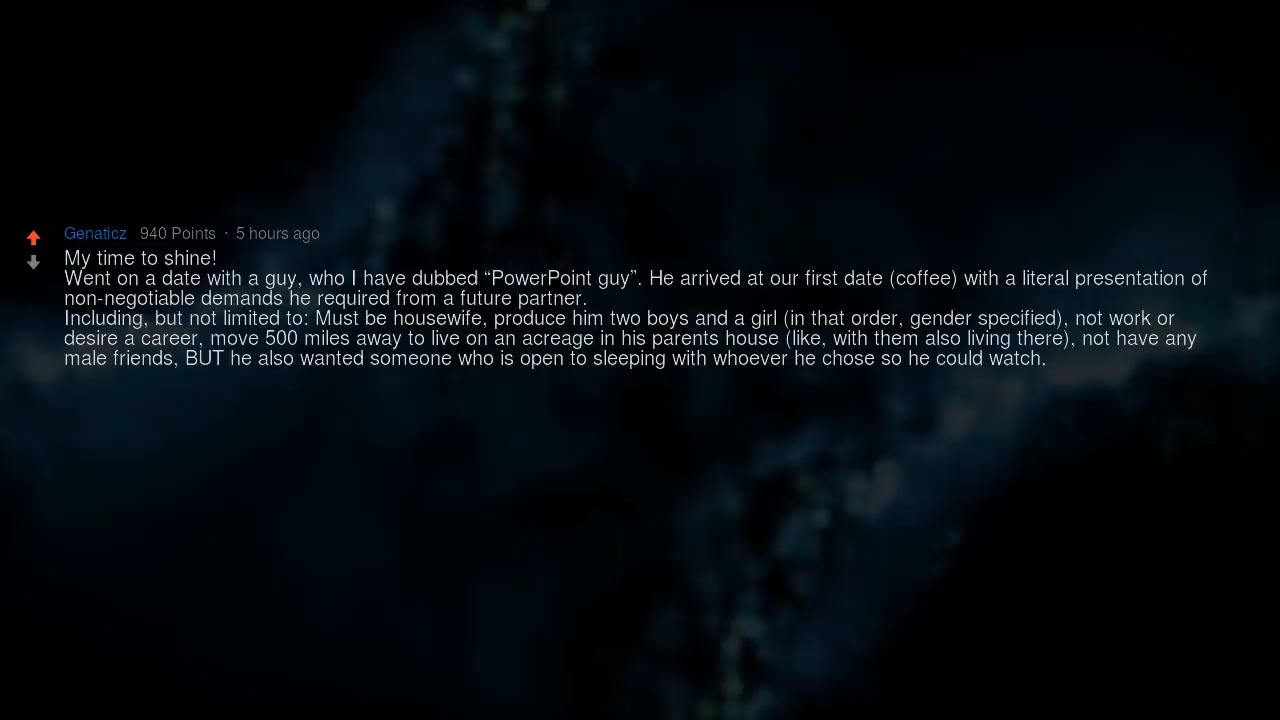 Genaticz 940 Points · 5 hours ago
My time to shine!
Went on a date with a guy, who I have dubbed “PowerPoint guy”. He arrived at our first date (coffee) with a literal presentation of
non-negotiable demands he required from a future partner.
Including, but not limited to: Must be housewife, produce him two boys and a girl (in that order, gender specified), not work or
desire a career, move 500 miles away to live on an acreage in his parents house (like, with them also living there), not have any
male friends, BUT he also wanted someone who is open to sleeping with whoever he chose so he could watch.